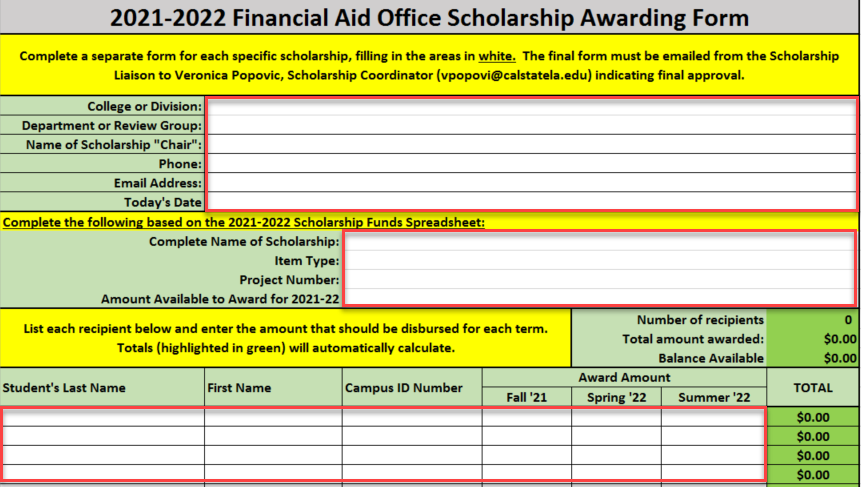 2021-2022 Financial Aid Office Scholarship Awarding Form
Complete a separate form for each specific scholarship, filling in the areas in white. The final form must be emailed from the Scholarship
Liaison to Veronica Popovic, Scholarship Coordinator (vpopovi@calstatela.edu) indicating final approval.
College or Division:
Department or Review Group:
Name of Scholarship "Chair":
Phone:
Email Address:
Today's Date
Complete the following based on the 2021-2022 Scholarship Funds Spreadsheet:
Complete Name of Scholarship:
Item Type:
Project Number:
Amount Available to Award for 2021-22
List each recipient below and enter the amount that should be disbursed for each term.
Totals (highlighted in green) will automatically calculate.
Number of recipients 0
Total amount awarded: $0.00
Balance Available $0.00
Student's Last Name First Name Campus ID Number Award Amount TOTAL
Fall '21 Spring '22 Summer '22
$0.00
$0.00
$0.00
$0.00